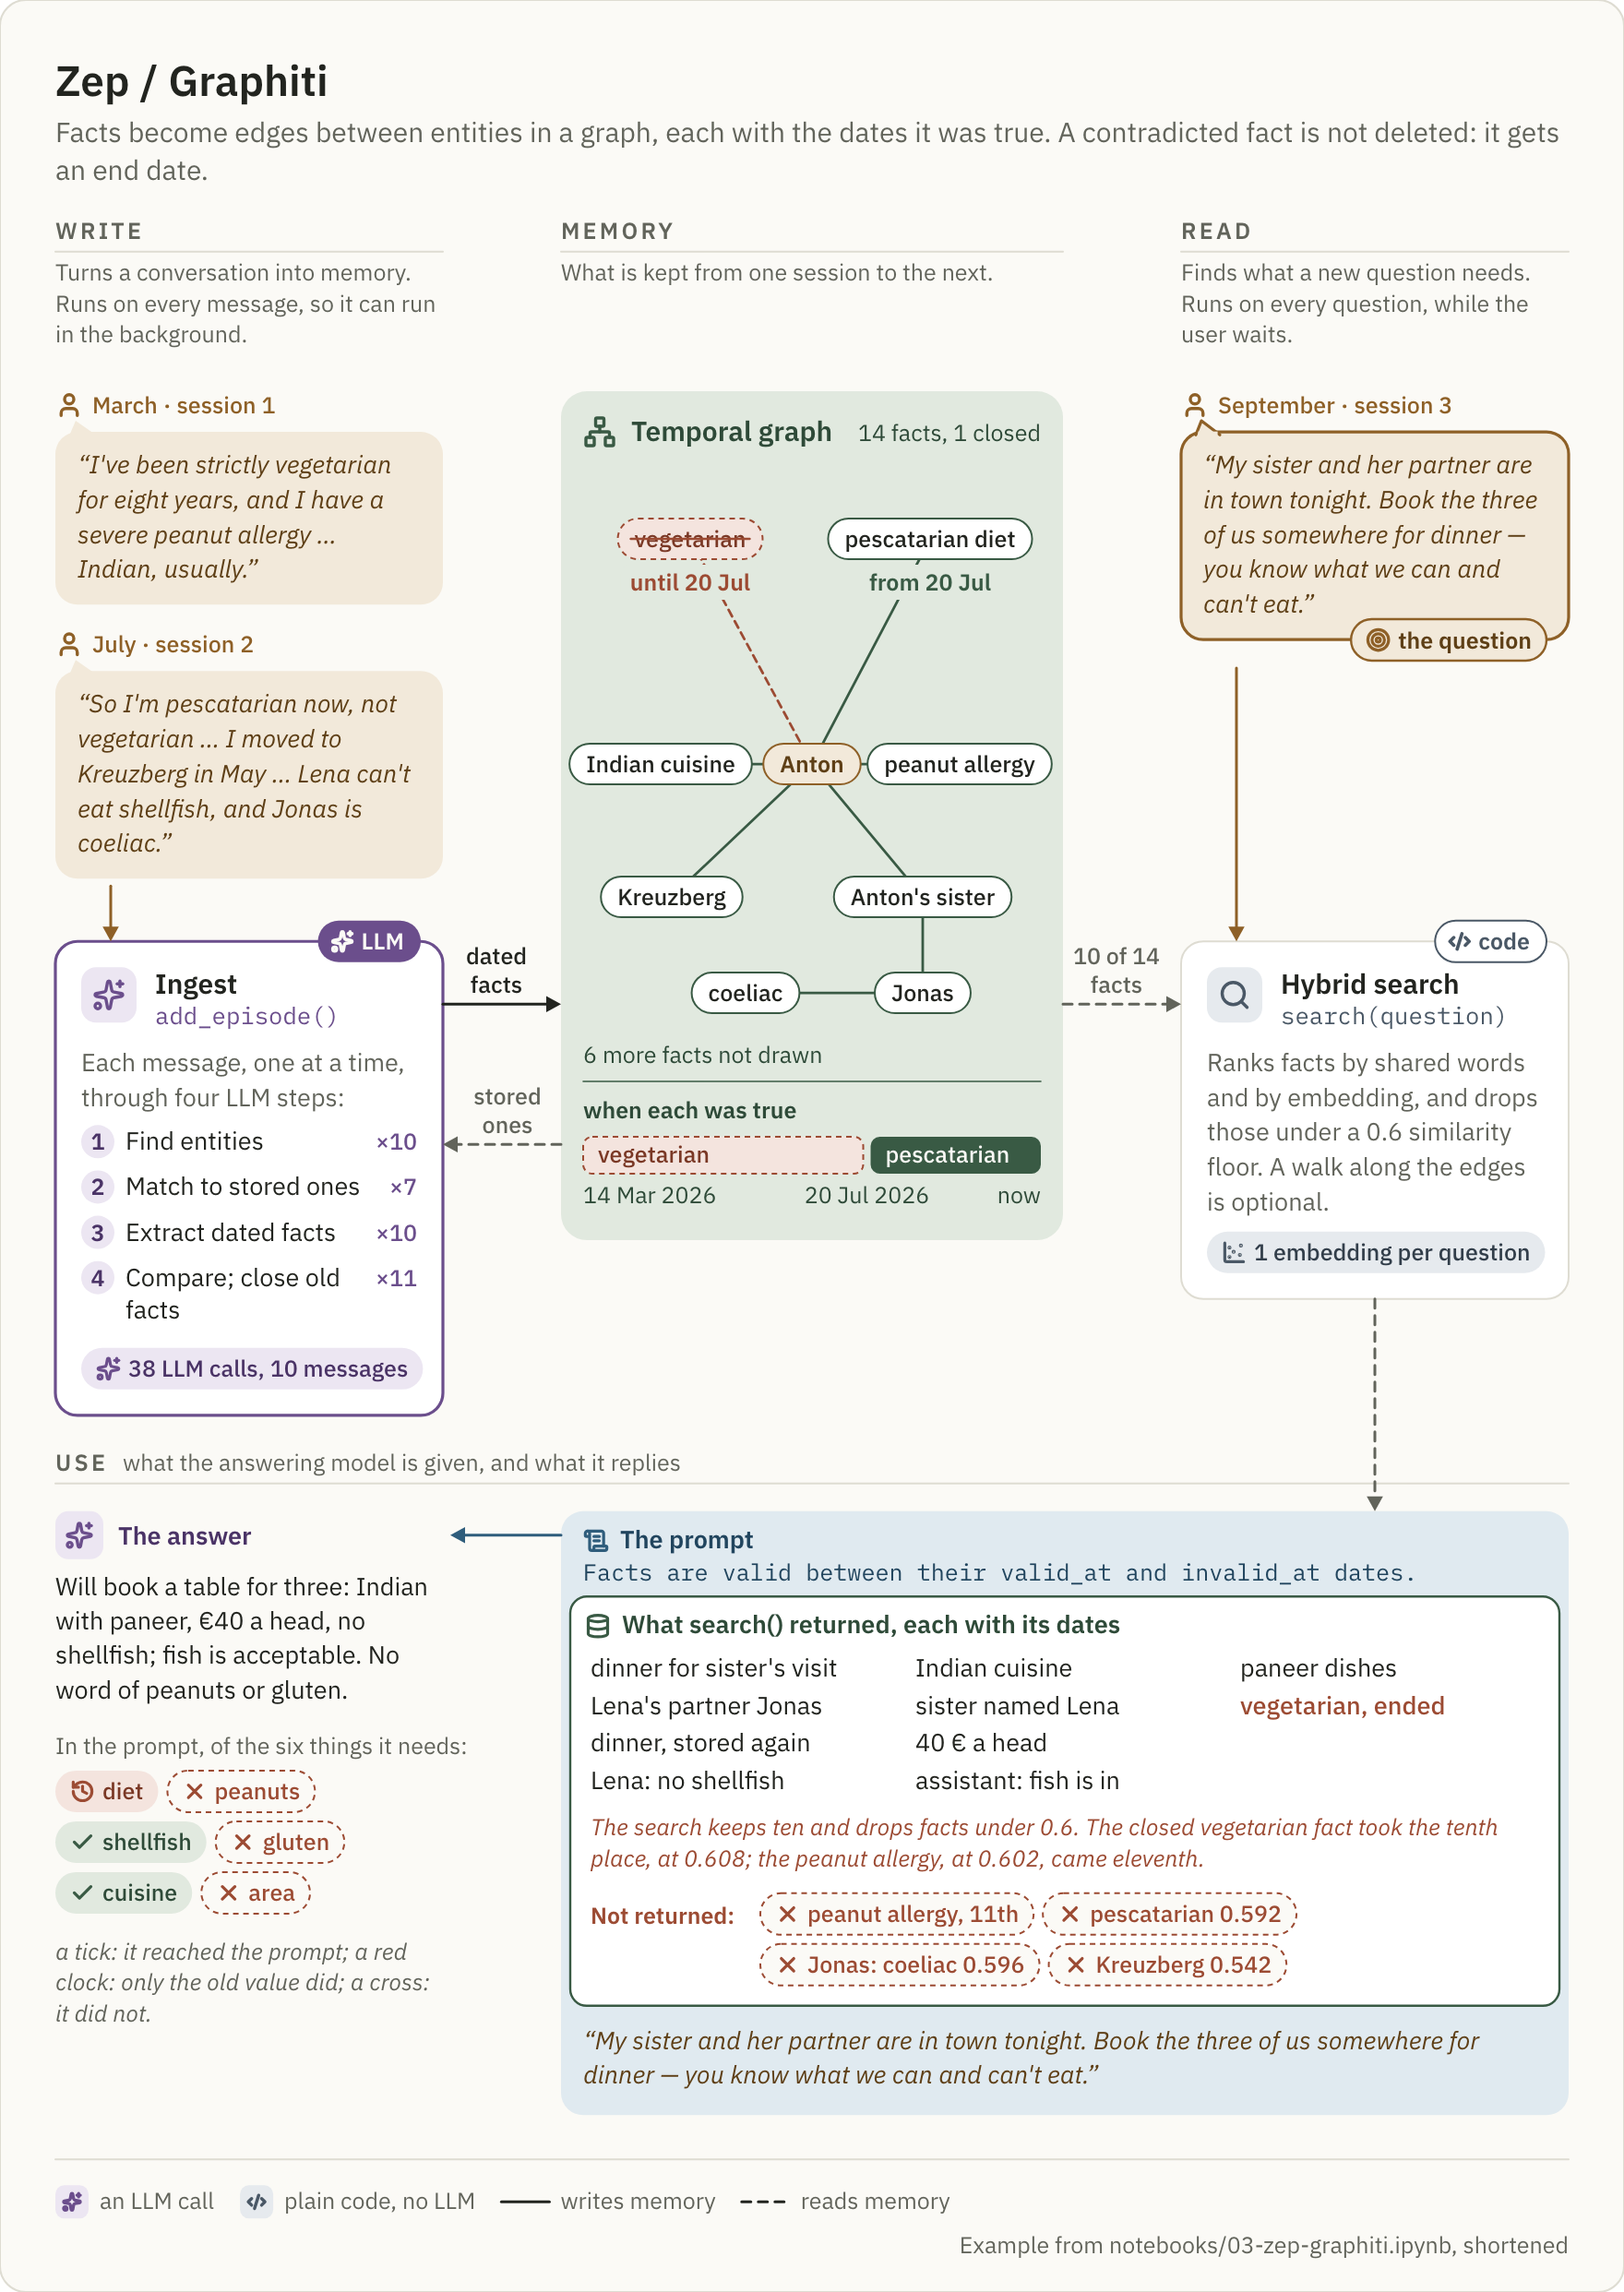 Zep / Graphiti
Facts become edges between entities in a graph, each with the dates it was true. A contradicted fact is not deleted: it gets
an end date.
WRITE
Turns a conversation into memory.
Runs on every message, so it can run
in the background.
MEMORY
What is kept from one session to the next.
READ
Finds what a new question needs.
Runs on every question, while the
user waits.
March · session 1
“I've been strictly vegetarian
for eight years, and I have a
severe peanut allergy ...
Indian, usually.”
July · session 2
“So I'm pescatarian now, not
vegetarian ... I moved to
Kreuzberg in May ... Lena can't
eat shellfish, and Jonas is
coeliac.”
LLM
Ingest
add_episode()
Each message, one at a time,
through four LLM steps:
1 Find entities ×10
2 Match to stored ones ×7
3 Extract dated facts ×10
4 Compare; close old ×11
facts
38 LLM calls, 10 messages
dated
facts
stored
ones
Temporal graph 14 facts, 1 closed
vegetarian pescatarian diet
until 20 Jul from 20 Jul
Indian cuisine Anton peanut allergy
Kreuzberg Anton's sister
coeliac Jonas
6 more facts not drawn
when each was true
vegetarian pescatarian
14 Mar 2026 20 Jul 2026 now
10 of 14
facts
September · session 3
“My sister and her partner are
in town tonight. Book the three
of us somewhere for dinner —
you know what we can and
can't eat.”
the question
code
Hybrid search
search(question)
Ranks facts by shared words
and by embedding, and drops
those under a 0.6 similarity
floor. A walk along the edges
is optional.
1 embedding per question
USE what the answering model is given, and what it replies
The answer
Will book a table for three: Indian
with paneer, €40 a head, no
shellfish; fish is acceptable. No
word of peanuts or gluten.
In the prompt, of the six things it needs:
diet peanuts
shellfish gluten
cuisine area
a tick: it reached the prompt; a red
clock: only the old value did; a cross:
it did not.
The prompt
Facts are valid between their valid_at and invalid_at dates.
What search() returned, each with its dates
dinner for sister's visit Indian cuisine paneer dishes
Lena's partner Jonas sister named Lena vegetarian, ended
dinner, stored again 40 € a head
Lena: no shellfish assistant: fish is in
The search keeps ten and drops facts under 0.6. The closed vegetarian fact took the tenth
place, at 0.608; the peanut allergy, at 0.602, came eleventh.
Not returned: peanut allergy, 11th pescatarian 0.592
Jonas: coeliac 0.596 Kreuzberg 0.542
“My sister and her partner are in town tonight. Book the three of us somewhere for
dinner — you know what we can and can't eat.”
an LLM call plain code, no LLM writes memory reads memory
Example from notebooks/03-zep-graphiti.ipynb, shortened